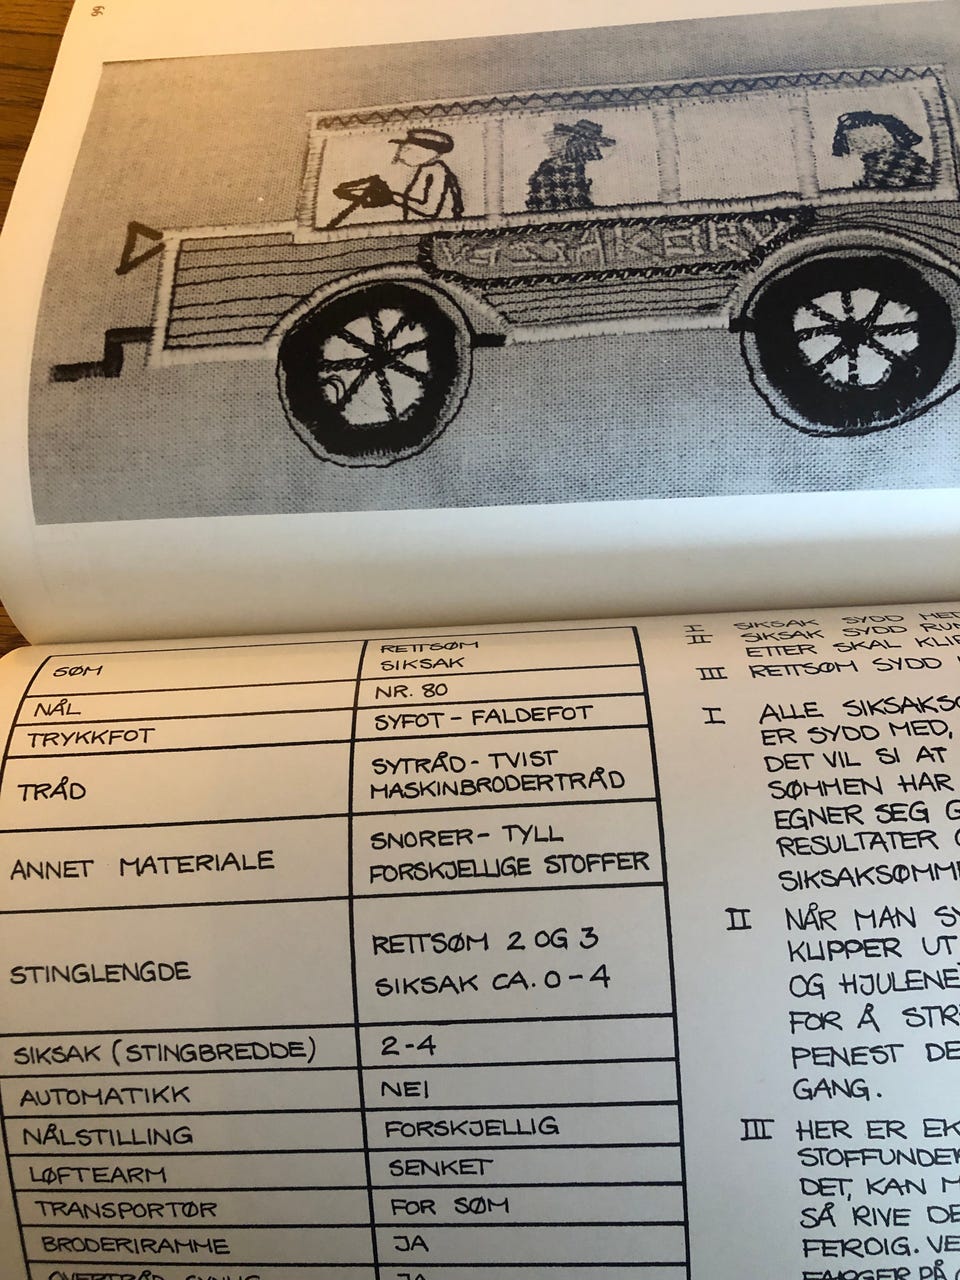 66
SØM
RETTSØM
SIKSAK
NÅL
NR. 80
TRYKKFOT
SYFOT - FALDEFOT
TRÅD
SYTRÅD - TVIST
MASKINBRODERTRÅD
ANNET MATERIALE
SNORER - TYLL
FORSKJELLIGE STOFFER
STINGLENGDE
RETTSØM 2 OG 3
SIKSAK CA. 0 - 4
SIKSAK (STINGBREDDE)
2-4
AUTOMATIKK
NEI
NÅLSTILLING
FORSKJELLIG
LØFTEARM
SENKET
TRANSPORTØR
FOR SØM
BRODERIRAMME
JA
JA
I SIKSAK SYDD MED
II SIKSAK SYDD
ETTER SKAL
III RETTSØM SYDD
I ALLE
ER SYDD MED,
DET VIL SI AT
SØMMEN HAR
EGNER SEG
RESULTATER
II NÅR MAN
KLIPPER UT
OG HJULENE
FOR Å
PENEST
GANG.
III HER ER
DET, KAN
SÅ RIVE
FERDIG.
PÅ